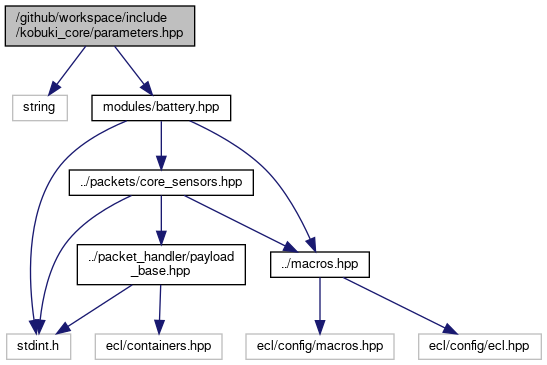 /github/workspace/include
/kobuki_core/parameters.hpp
string
modules/battery.hpp
../packets/core_sensors.hpp
../packet_handler/payload
_base.hpp
../macros.hpp
stdint.h
ecl/containers.hpp
ecl/config/macros.hpp
ecl/config/ecl.hpp